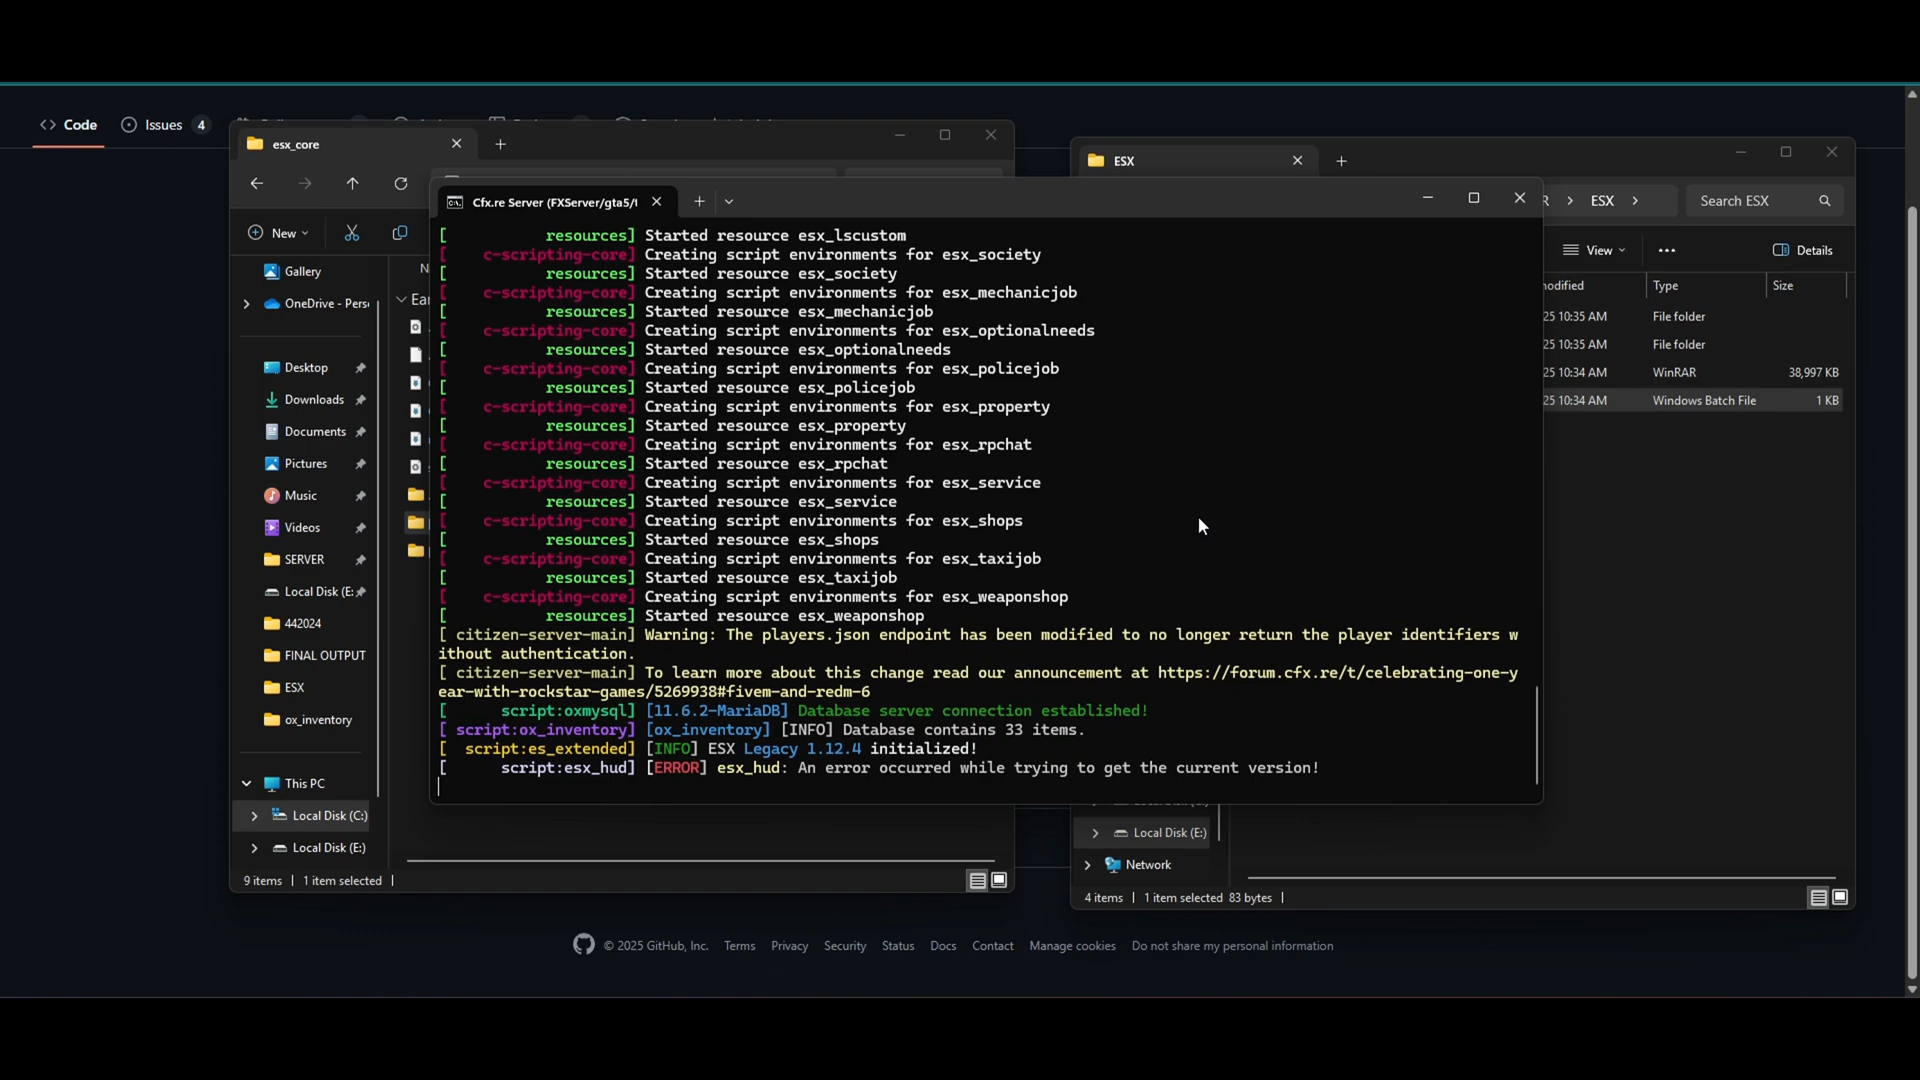 Code
Issues 4
esx_core
New
Gallery
OneDrive - Pers
Desktop
Downloads
Documents
Pictures
Music
Videos
SERVER
Local Disk (E:
442024
FINAL OUTPUT
ESX
ox_inventory
This PC
Local Disk (C:)
Local Disk (E:)
9 items | 1 item selected |
N
Ear
Cfx.re Server (FXServer/gta5/t
[ resources] Started resource esx_lscustom
[ c-scripting-core] Creating script environments for esx_society
[ resources] Started resource esx_society
[ c-scripting-core] Creating script environments for esx_mechanicjob
[ resources] Started resource esx_mechanicjob
[ c-scripting-core] Creating script environments for esx_optionalneeds
[ resources] Started resource esx_optionalneeds
[ c-scripting-core] Creating script environments for esx_policejob
[ resources] Started resource esx_policejob
[ c-scripting-core] Creating script environments for esx_property
[ resources] Started resource esx_property
[ c-scripting-core] Creating script environments for esx_rpchat
[ resources] Started resource esx_rpchat
[ c-scripting-core] Creating script environments for esx_service
[ resources] Started resource esx_service
[ c-scripting-core] Creating script environments for esx_shops
[ resources] Started resource esx_shops
[ c-scripting-core] Creating script environments for esx_taxijob
[ resources] Started resource esx_taxijob
[ c-scripting-core] Creating script environments for esx_weaponshop
[ resources] Started resource esx_weaponshop
[ citizen-server-main] Warning: The players.json endpoint has been modified to no longer return the player identifiers w
ithout authentication.
[ citizen-server-main] To learn more about this change read our announcement at https://forum.cfx.re/t/celebrating-one-y
ear-with-rockstar-games/5269938#fivem-and-redm-6
[ script:oxmysql] [11.6.2-MariaDB] Database server connection established!
[ script:ox_inventory] [ox_inventory] [INFO] Database contains 33 items.
[ script:es_extended] [INFO] ESX Legacy 1.12.4 initialized!
[ script:esx_hud] [ERROR] esx_hud: An error occurred while trying to get the current version!
ESX
R > ESX >
Search ESX
View
Details
nodified Type Size
25 10:35 AM File folder
25 10:35 AM File folder
25 10:34 AM WinRAR 38,997 KB
25 10:34 AM Windows Batch File 1 KB
Local Disk (E:)
Network
4 items | 1 item selected 83 bytes |
© 2025 GitHub, Inc. Terms Privacy Security Status Docs Contact Manage cookies Do not share my personal information